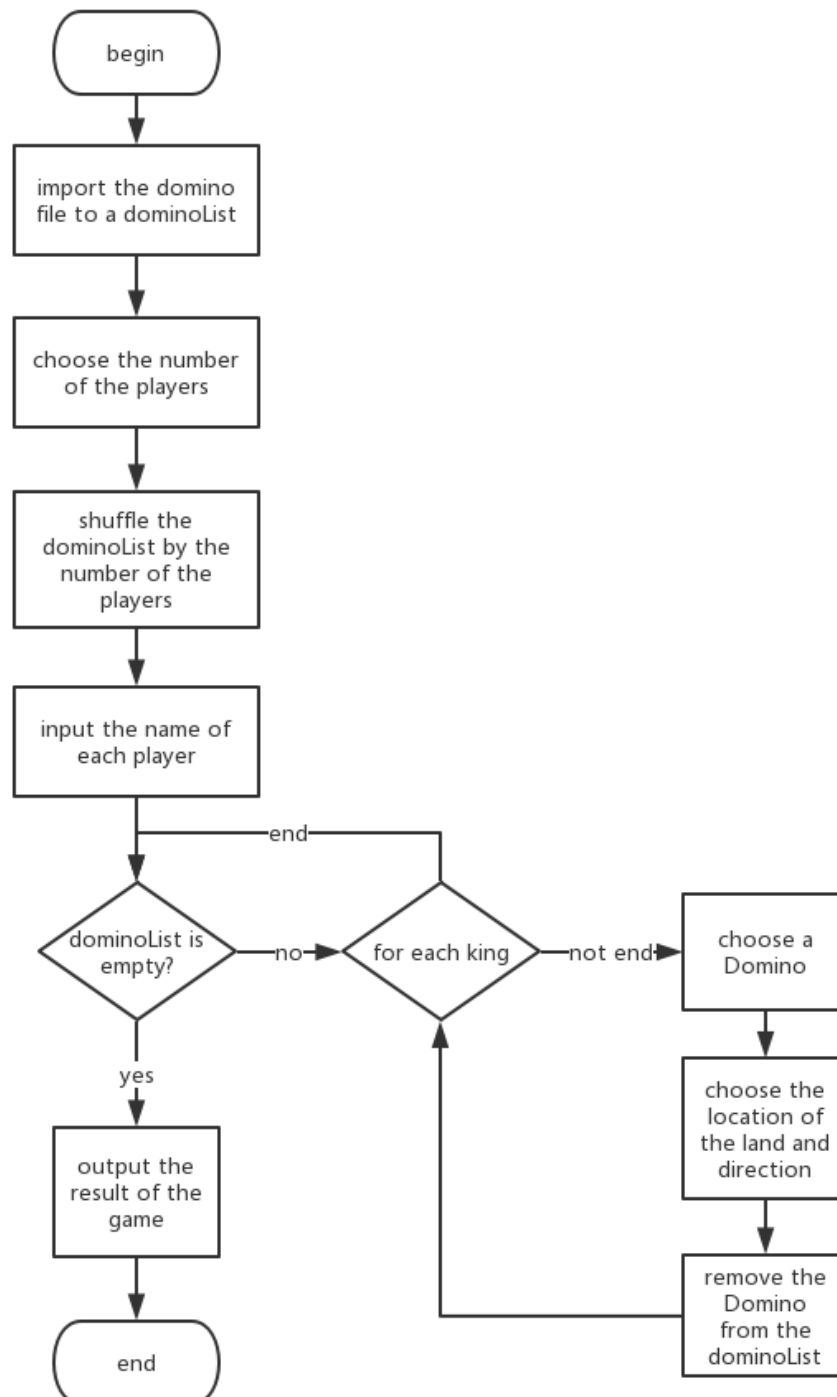 begin
import the domino
file to a dominoList
choose the number
of the players
shuffle the
dominoList by the
number of the
players
input the name of
each player
end
dominoList is
empty?
no
for each king
not end
choose a
Domino
yes
choose the
location of
the land and
direction
output the
result of the
game
remove the
Domino
from the
dominoList
end